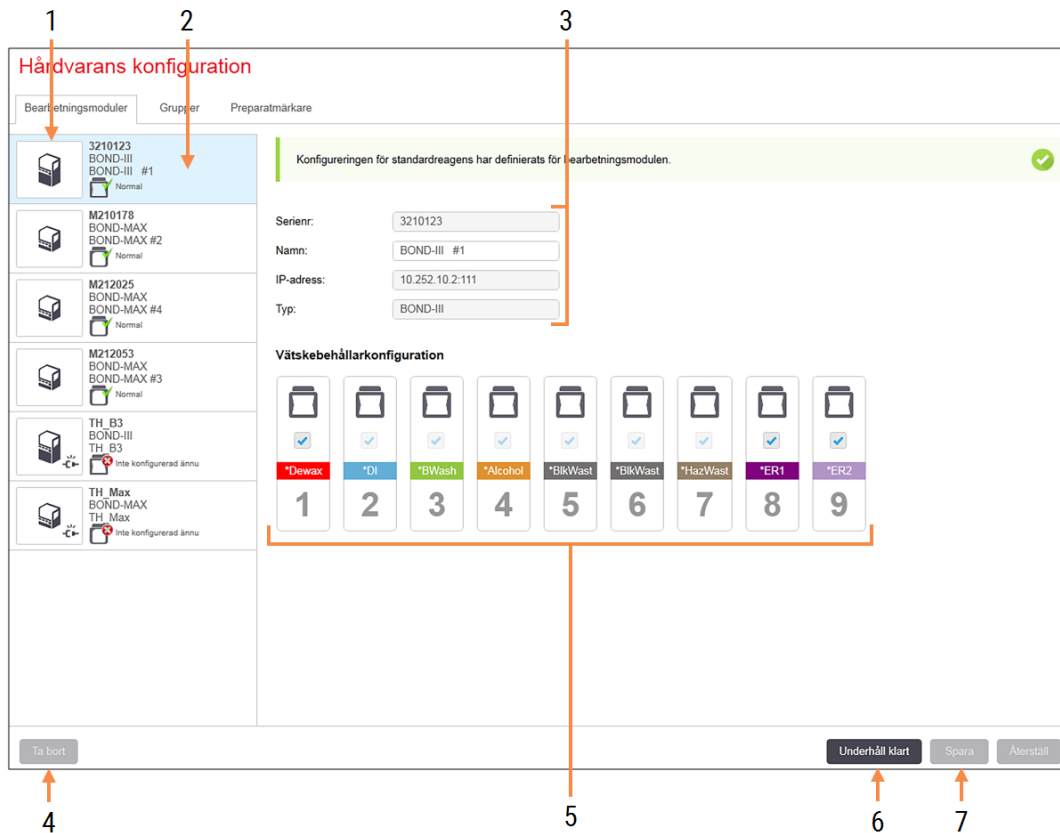 1 2 3
Hårdvarans konfiguration
Bearbetningsmoduler Grupper Preparatmärkare
3210123
BOND-III
BOND-III #1
Normal
M210178
BOND-MAX
BOND-MAX #2
Normal
M212025
BOND-MAX
BOND-MAX #4
Normal
M212053
BOND-MAX
BOND-MAX #3
Normal
TH_B3
BOND-III
TH_B3
Inte konfigurerad ännu
TH_Max
BOND-MAX
TH_Max
Inte konfigurerad ännu
Konfigureringen för standardreagens har definierats för bearbetningsmodulen.
Serienr: 3210123
Namn: BOND-III #1
IP-adress: 10.252.10.2:111
Typ: BOND-III
Vätskebehållarkonfiguration
*Dewax *DI *BWash *Alcohol *BlkWast *BlkWast *HazWast *ER1 *ER2
1 2 3 4 5 6 7 8 9
Ta bort Underhåll klart Spara Återställ
4 5 6 7